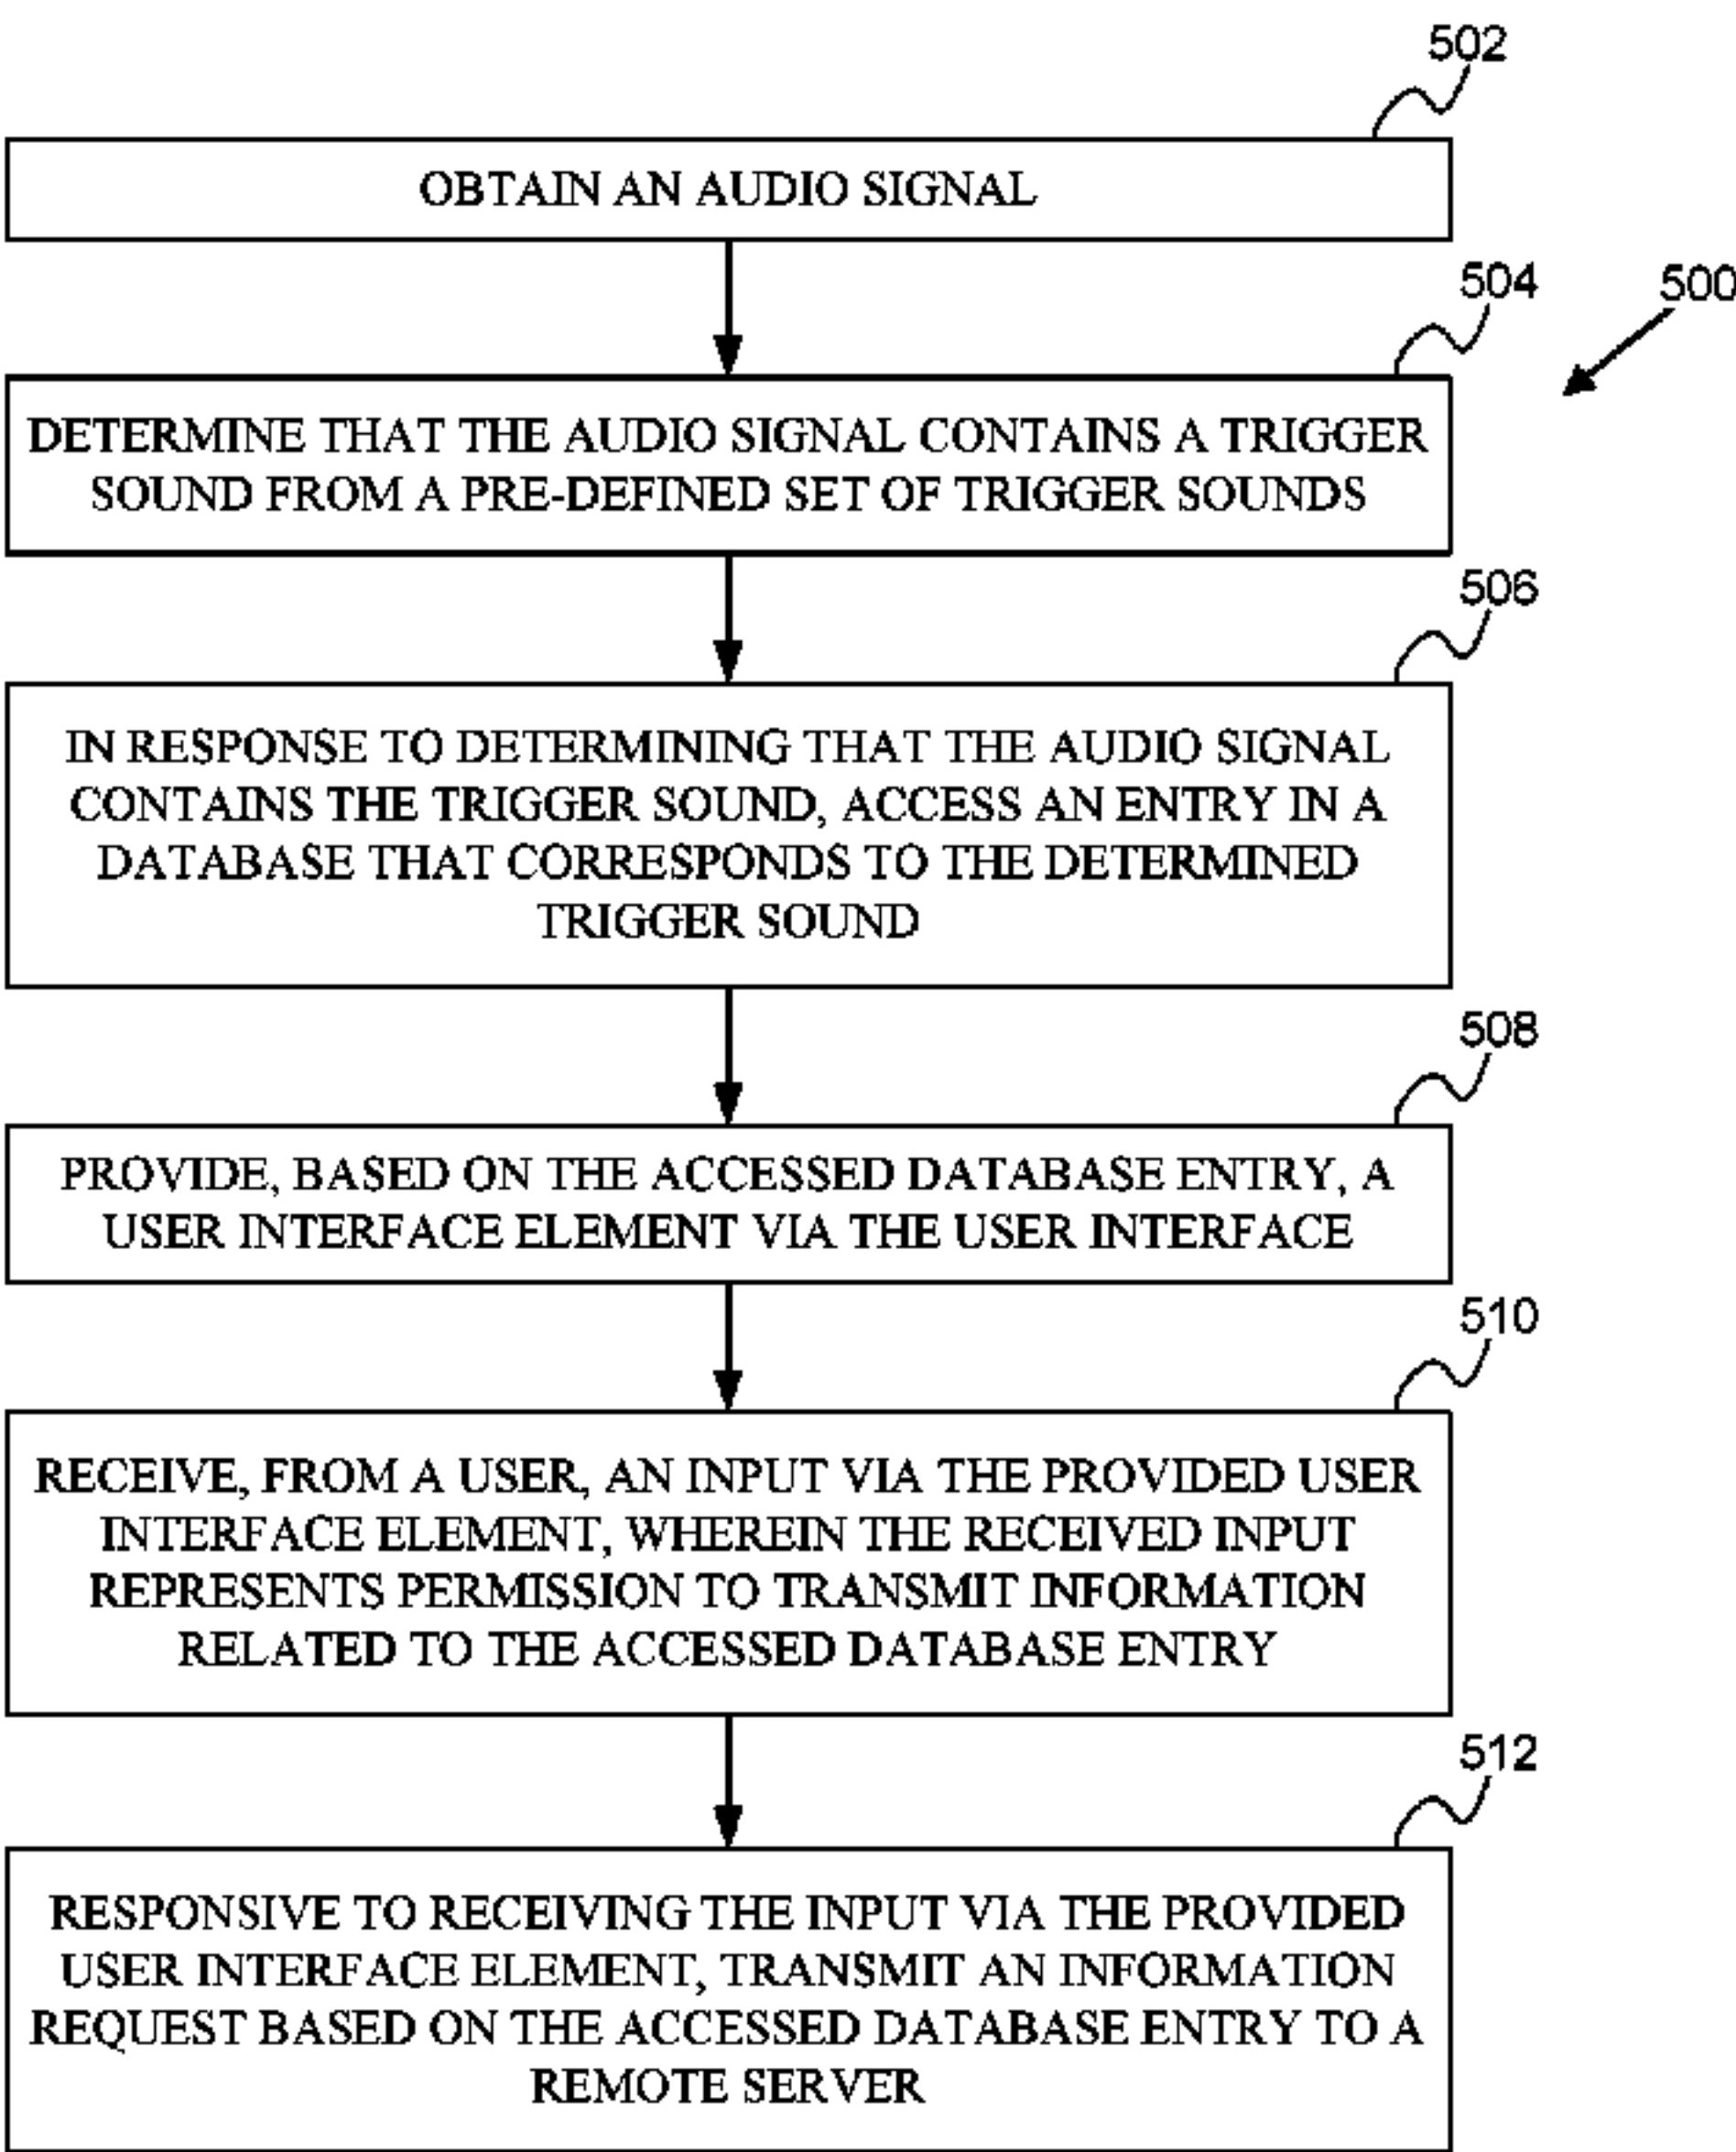 502
OBTAIN AN AUDIO SIGNAL
504
500
DETERMINE THAT THE AUDIO SIGNAL CONTAINS A TRIGGER
SOUND FROM A PRE-DEFINED SET OF TRIGGER SOUNDS
506
IN RESPONSE TO DETERMINING THAT THE AUDIO SIGNAL
CONTAINS THE TRIGGER SOUND, ACCESS AN ENTRY IN A
DATABASE THAT CORRESPONDS TO THE DETERMINED
TRIGGER SOUND
508
PROVIDE, BASED ON THE ACCESSED DATABASE ENTRY, A
USER INTERFACE ELEMENT VIA THE USER INTERFACE
510
RECEIVE, FROM A USER, AN INPUT VIA THE PROVIDED USER
INTERFACE ELEMENT, WHEREIN THE RECEIVED INPUT
REPRESENTS PERMISSION TO TRANSMIT INFORMATION
RELATED TO THE ACCESSED DATABASE ENTRY
512
RESPONSIVE TO RECEIVING THE INPUT VIA THE PROVIDED
USER INTERFACE ELEMENT, TRANSMIT AN INFORMATION
REQUEST BASED ON THE ACCESSED DATABASE ENTRY TO A
REMOTE SERVER